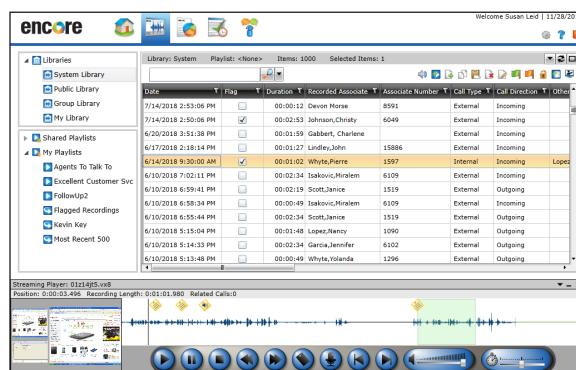 Welcome Susan Leid | 11/28/20
encore
Libraries
System Library
Public Library
Group Library
My Library
Shared Playlists
My Playlists
Agents To Talk To
Excellent Customer Svc
FollowUp2
Flagged Recordings
Kevin Key
Most Recent 500
Library: System Playlist: <None> Items: 1000 Selected Items: 1
Date Flag Duration Recorded Associate Associate Number Call Type Call Direction Other
7/14/2018 2:53:06 PM 00:00:12 Devon Morse 8591 External Incoming
7/14/2018 2:50:06 PM 00:02:53 Johnson,Christy 6049 External Incoming
6/20/2018 3:51:38 PM 00:01:59 Gabbert, Charlene External Incoming
6/17/2018 2:18:14 PM 00:01:27 Lindley,John 15886 External Incoming
6/14/2018 9:30:00 AM 00:01:02 Whyte,Pierre 1597 Internal Incoming Lopez
6/10/2018 7:02:11 PM 00:02:34 Isakovic,Miralem 6109 External Incoming
6/10/2018 6:59:41 PM 00:02:19 Scott,Janice 1519 External Outgoing
6/10/2018 6:58:34 PM 00:00:49 Isakovic,Miralem 6109 External Incoming
6/10/2018 6:55:44 PM 00:02:34 Scott,Janice 1519 External Outgoing
6/10/2018 5:15:04 PM 00:01:48 Lopez,Nancy 1090 External Outgoing
6/10/2018 5:14:33 PM 00:02:34 Garcia,Jennifer 6102 External Outgoing
6/10/2018 5:13:48 PM 00:00:49 Whyte,Yolanda 1296 External Outgoing
Streaming Player: 01z14jt5.vx8
Position: 0:00:03.496 Recording Length: 0:01:01.980 Related Calls:0